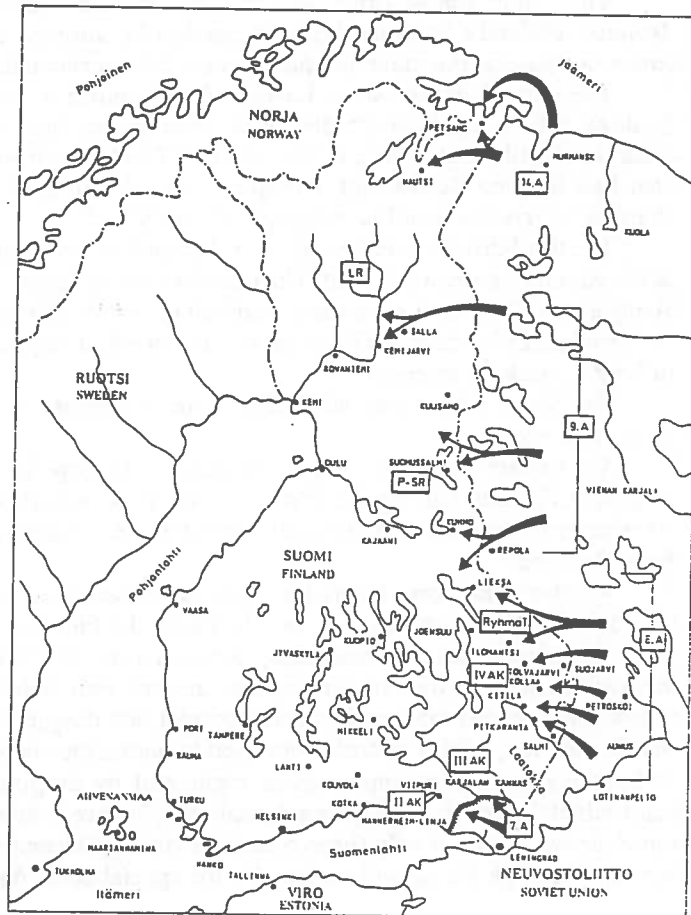 Pohjoinen
Jäämeri
NORJA
NORWAY
PETSAMO
MURMANSK
NAUTSI
14.A
KUOLA
LR
SALLA
KEMIJÄRVI
ROVANIEMI
RUOTSI
SWEDEN
KEMI
KUUSAMO
9.A
OULU
SUOMUSSALMI
P-SR
VIENAN KARJALA
KUHMO
KAJAANI
REPOLA
SUOMI
FINLAND
Pohjanlahti
LIEKSA
VAASA
RyhmäT.
KUOPIO
JOENSUU
8.A
JYVÄSKYLÄ
ILOMANTSI
TOLVAJÄRVI
SUOJÄRVI
IV AK
KOLLAA
KETILÄ
PETROSKOI
PORI
TAMPERE
MIKKELI
PITKÄRANTA
SALMI
AUNUS
RAUMA
LAHTI
Laatokka
III AK
KOUVOLA
VIIPURI
KARJALAN KANNAS
LOTINANPELTO
AHVENANMAA
TURKU
KOTKA
II AK
MAARIANHAMINA
HELSINKI
MANNERHEIM-LINJA
7.A
HANKO
Suomenlahti
LENINGRAD
TUKHOLMA
TALLINNA
NEUVOSTOLIITTO
SOVIET UNION
Itämeri
VIRO
ESTONIA